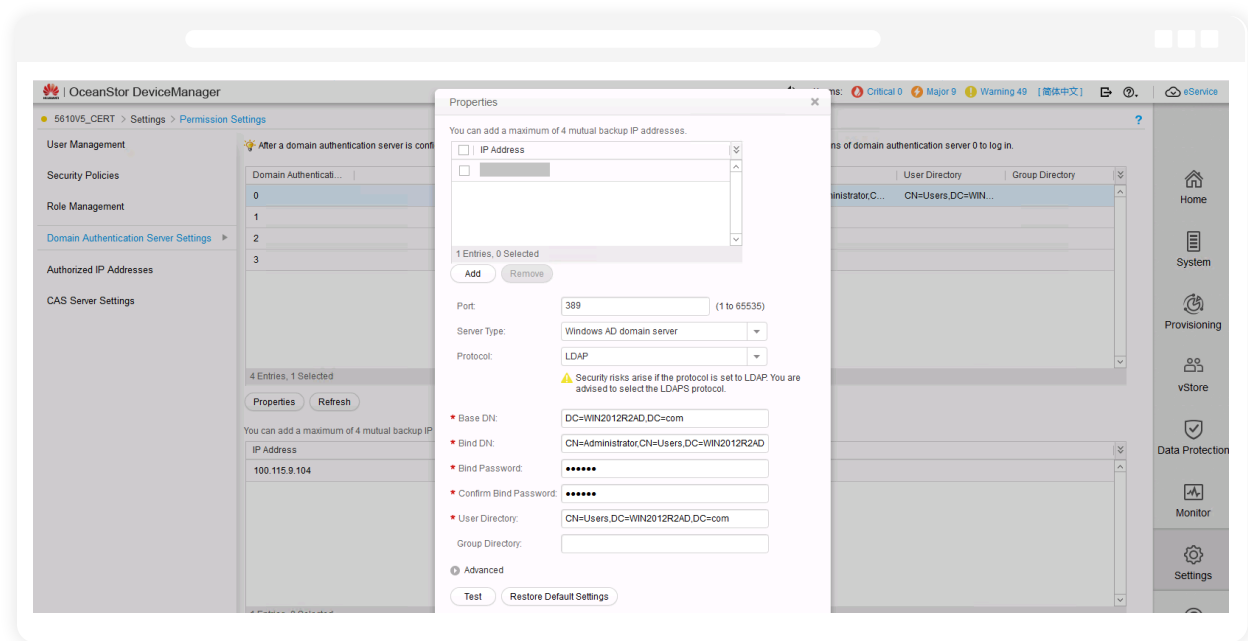 HUAWEI | OceanStor DeviceManager
ms: Critical 0 Major 9 Warning 49 [简体中文] eService
5610V5_CERT > Settings > Permission Settings
?
User Management
Security Policies
Role Management
Domain Authentication Server Settings
Authorized IP Addresses
CAS Server Settings
After a domain authentication server is confi
ns of domain authentication server 0 to log in.
Domain Authenticati...
User Directory
Group Directory
0
inistrator,C...
CN=Users,DC=WIN...
1
2
3
4 Entries, 1 Selected
Properties
Refresh
You can add a maximum of 4 mutual backup IP
IP Address
100.115.9.104
Properties
You can add a maximum of 4 mutual backup IP addresses.
IP Address
1 Entries, 0 Selected
Add
Remove
Port:
389
(1 to 65535)
Server Type:
Windows AD domain server
Protocol:
LDAP
Security risks arise if the protocol is set to LDAP. You are
advised to select the LDAPS protocol.
* Base DN:
DC=WIN2012R2AD,DC=com
* Bind DN:
CN=Administrator,CN=Users,DC=WIN2012R2AD
* Bind Password:
●●●●●●
* Confirm Bind Password:
●●●●●●
* User Directory:
CN=Users,DC=WIN2012R2AD,DC=com
Group Directory:
Advanced
Test
Restore Default Settings
Home
System
Provisioning
vStore
Data Protection
Monitor
Settings